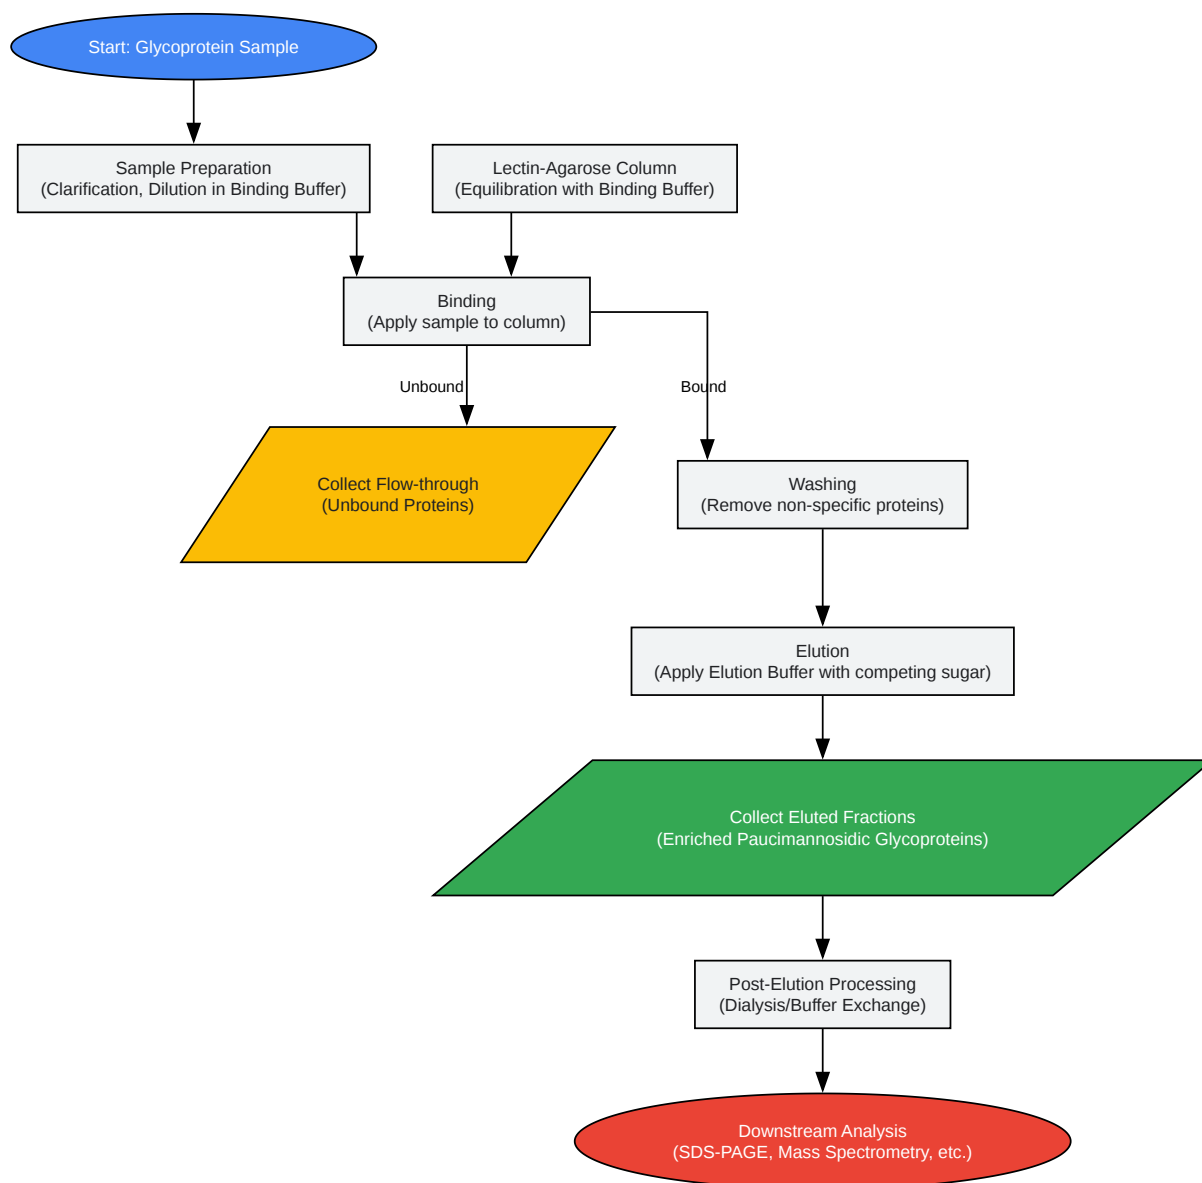 Start: Glycoprotein Sample
Sample Preparation
(Clarification, Dilution in Binding Buffer)
Lectin-Agarose Column
(Equilibration with Binding Buffer)
Binding
(Apply sample to column)
Unbound
Bound
Collect Flow-through
(Unbound Proteins)
Washing
(Remove non-specific proteins)
Elution
(Apply Elution Buffer with competing sugar)
Collect Eluted Fractions
(Enriched Paucimannosidic Glycoproteins)
Post-Elution Processing
(Dialysis/Buffer Exchange)
Downstream Analysis
(SDS-PAGE, Mass Spectrometry, etc.)